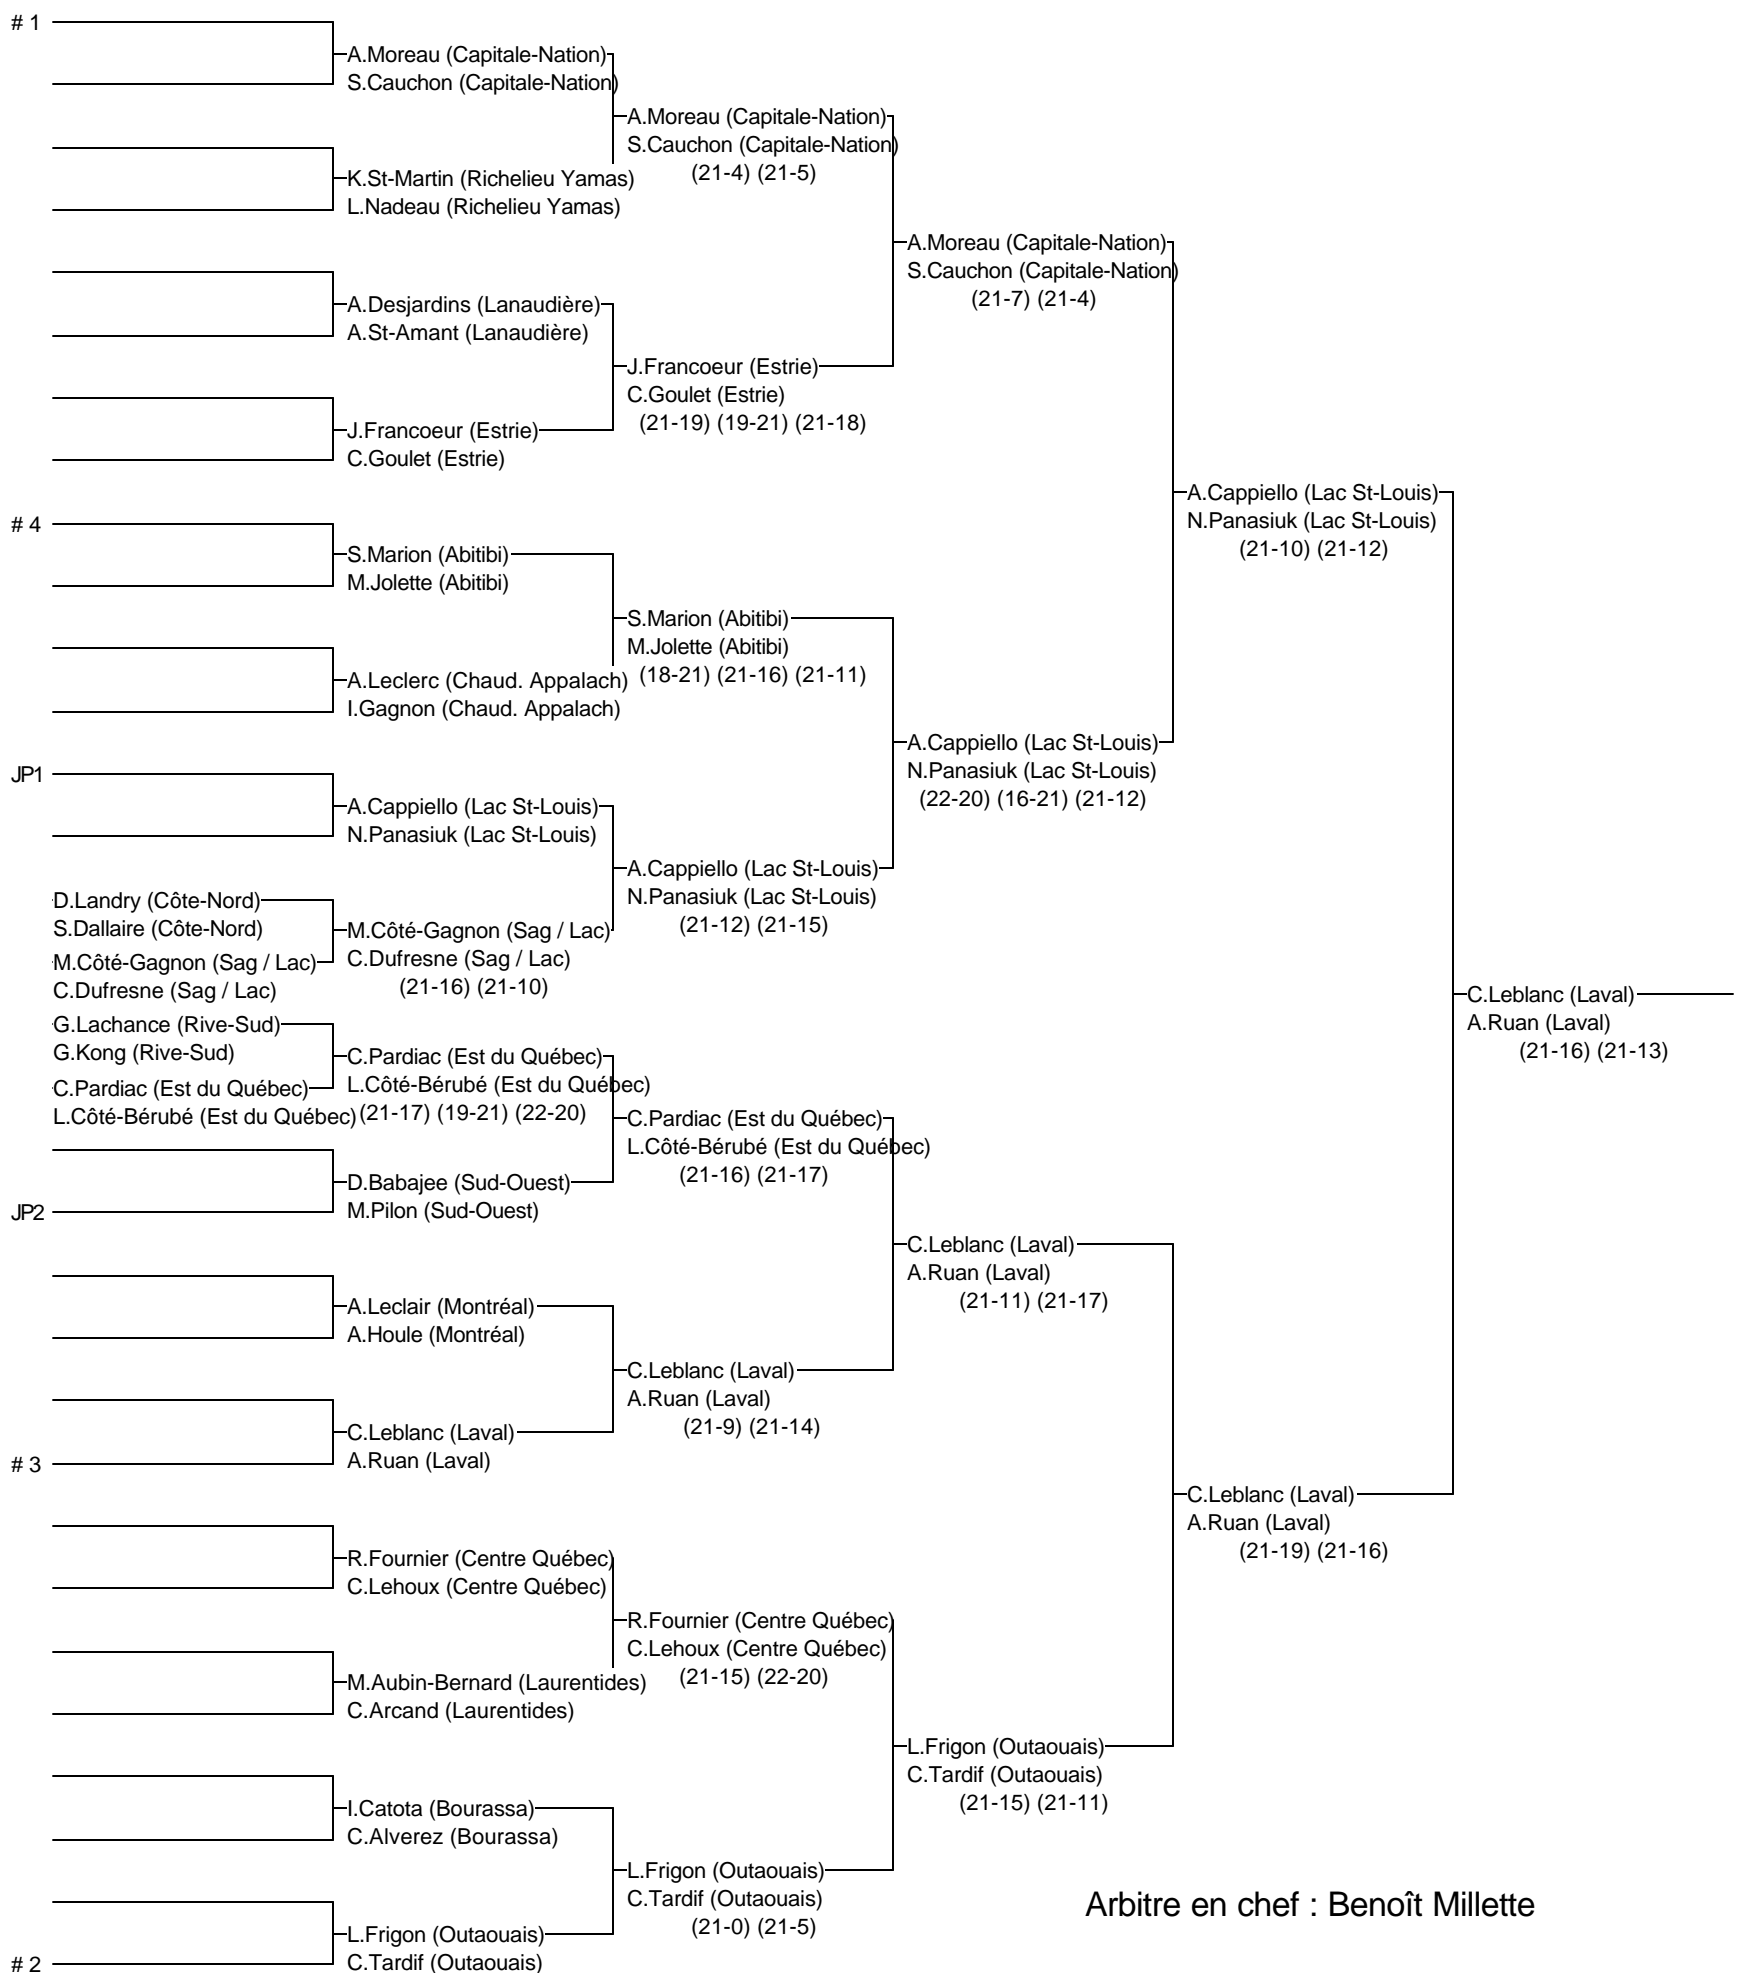 # 1
A.Moreau (Capitale-Nation)
S.Cauchon (Capitale-Nation)
K.St-Martin (Richelieu Yamas)
L.Nadeau (Richelieu Yamas)
A.Desjardins (Lanaudière)
A.St-Amant (Lanaudière)
J.Francoeur (Estrie)
C.Goulet (Estrie)
# 4
S.Marion (Abitibi)
M.Jolette (Abitibi)
A.Leclerc (Chaud. Appalach)
I.Gagnon (Chaud. Appalach)
JP1
A.Cappiello (Lac St-Louis)
N.Panasiuk (Lac St-Louis)
D.Landry (Côte-Nord)
S.Dallaire (Côte-Nord)
M.Côté-Gagnon (Sag / Lac)
C.Dufresne (Sag / Lac)
M.Côté-Gagnon (Sag / Lac)
C.Dufresne (Sag / Lac)
(21-16) (21-10)
G.Lachance (Rive-Sud)
G.Kong (Rive-Sud)
C.Pardiac (Est du Québec)
L.Côté-Bérubé (Est du Québec)
C.Pardiac (Est du Québec)
L.Côté-Bérubé (Est du Québec)
(21-17) (19-21) (22-20)
JP2
D.Babajee (Sud-Ouest)
M.Pilon (Sud-Ouest)
A.Leclair (Montréal)
A.Houle (Montréal)
# 3
C.Leblanc (Laval)
A.Ruan (Laval)
R.Fournier (Centre Québec)
C.Lehoux (Centre Québec)
M.Aubin-Bernard (Laurentides)
C.Arcand (Laurentides)
I.Catota (Bourassa)
C.Alverez (Bourassa)
# 2
L.Frigon (Outaouais)
C.Tardif (Outaouais)
A.Moreau (Capitale-Nation)
S.Cauchon (Capitale-Nation)
(21-4) (21-5)
J.Francoeur (Estrie)
C.Goulet (Estrie)
(21-19) (19-21) (21-18)
S.Marion (Abitibi)
M.Jolette (Abitibi)
(18-21) (21-16) (21-11)
A.Cappiello (Lac St-Louis)
N.Panasiuk (Lac St-Louis)
(21-12) (21-15)
C.Pardiac (Est du Québec)
L.Côté-Bérubé (Est du Québec)
(21-16) (21-17)
C.Leblanc (Laval)
A.Ruan (Laval)
(21-9) (21-14)
R.Fournier (Centre Québec)
C.Lehoux (Centre Québec)
(21-15) (22-20)
L.Frigon (Outaouais)
C.Tardif (Outaouais)
(21-0) (21-5)
A.Moreau (Capitale-Nation)
S.Cauchon (Capitale-Nation)
(21-7) (21-4)
A.Cappiello (Lac St-Louis)
N.Panasiuk (Lac St-Louis)
(22-20) (16-21) (21-12)
C.Leblanc (Laval)
A.Ruan (Laval)
(21-11) (21-17)
L.Frigon (Outaouais)
C.Tardif (Outaouais)
(21-15) (21-11)
A.Cappiello (Lac St-Louis)
N.Panasiuk (Lac St-Louis)
(21-10) (21-12)
C.Leblanc (Laval)
A.Ruan (Laval)
(21-19) (21-16)
C.Leblanc (Laval)
A.Ruan (Laval)
(21-16) (21-13)
Arbitre en chef : Benoît Millette